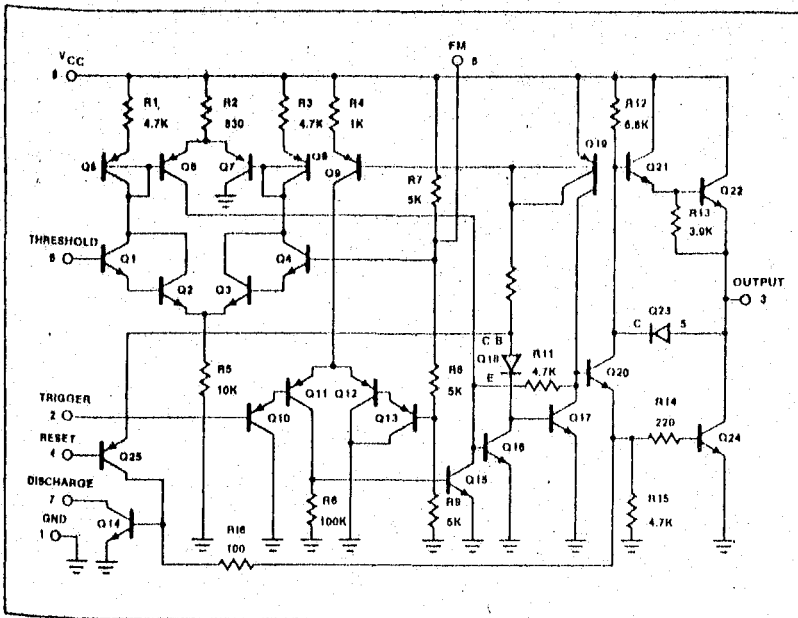 VCC
8
FM
5
R1
4.7K
R2
830
R3
4.7K
R4
1K
R12
6.8K
Q5
Q6
Q7
Q8
Q9
R7
5K
Q19
Q21
Q22
R13
3.9K
THRESHOLD
6
Q1
Q2
Q3
Q4
OUTPUT
3
C
Q23
C B
Q18
E
R11
4.7K
Q20
R5
10K
R8
5K
TRIGGER
2
Q10
Q11
Q12
Q13
R14
220
RESET
4
Q25
Q16
Q17
Q24
DISCHARGE
7
Q14
R6
100K
Q15
R9
5K
R15
4.7K
GND
1
R16
100